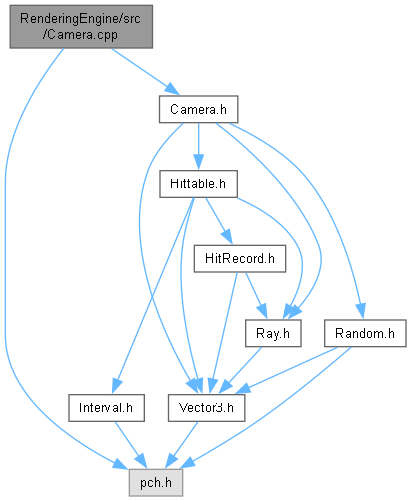 RenderingEngine/src
/Camera.cpp
Camera.h
Hittable.h
HitRecord.h
Ray.h
Random.h
Interval.h
Vector3.h
pch.h